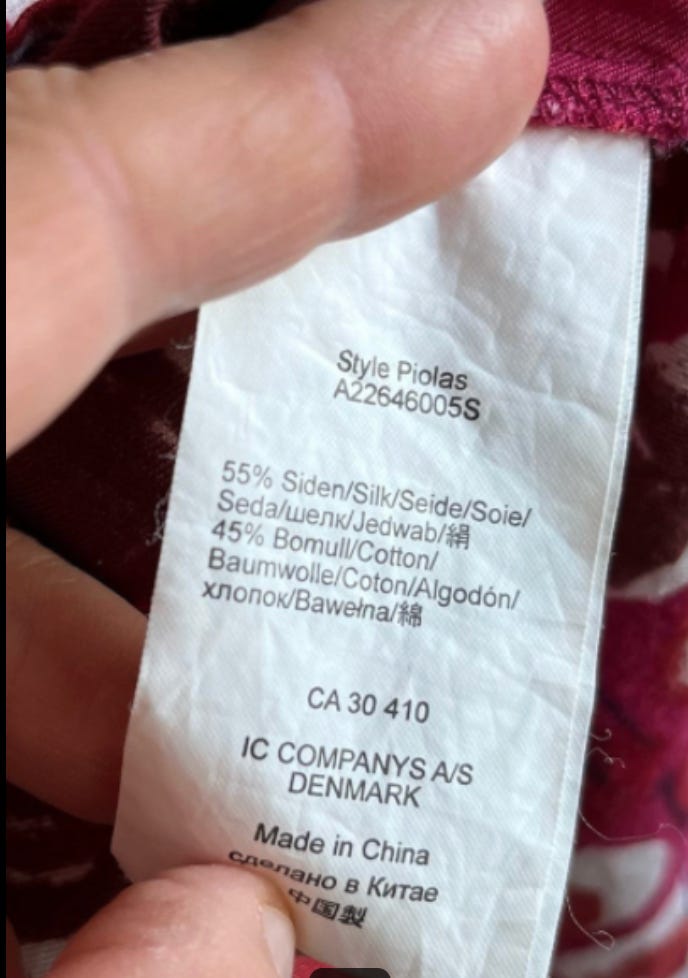 Style Piolas
A22646005S
55% Siden/Silk/Seide/Soie/
Seda/шелк/Jedwab/絹
45% Bomull/Cotton/
Baumwolle/Coton/Algodón/
хлопок/Bawełna/綿
CA 30 410
IC COMPANYS A/S
DENMARK
Made in China
сделано в Китае
中国製